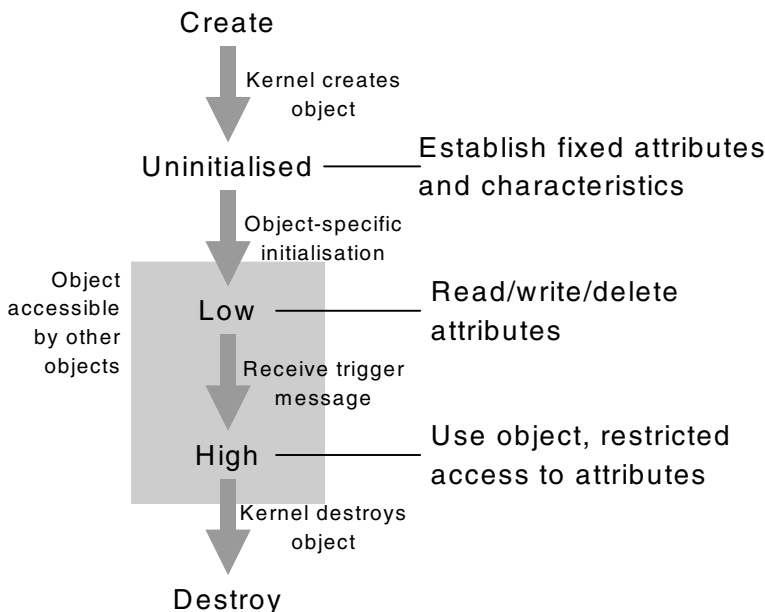 Create
Kernel creates
object
Uninitialised
Establish fixed attributes
and characteristics
Object-specific
initialisation
Object
accessible
by other
objects
Low
Read/write/delete
attributes
Receive trigger
message
High
Use object, restricted
access to attributes
Kernel destroys
object
Destroy